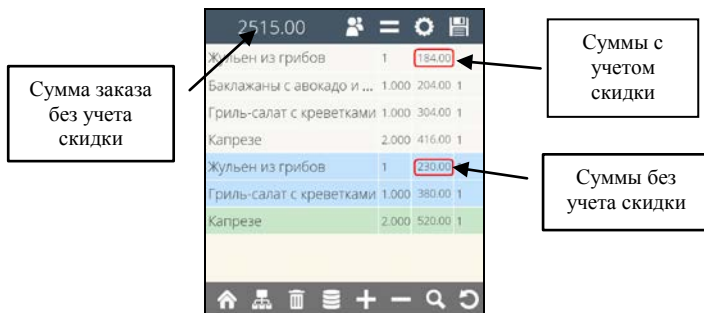 2515.00
Жульен из грибов 1 184.00
Баклажаны с авокадо и ... 1.000 204.00 1
Гриль-салат с креветками 1.000 304.00 1
Капрезе 2.000 416.00 1
Жульен из грибов 1 230.00
Гриль-салат с креветками 1.000 380.00 1
Капрезе 2.000 520.00 1
Сумма заказа
без учета
скидки
Суммы с
учетом
скидки
Суммы без
учета скидки